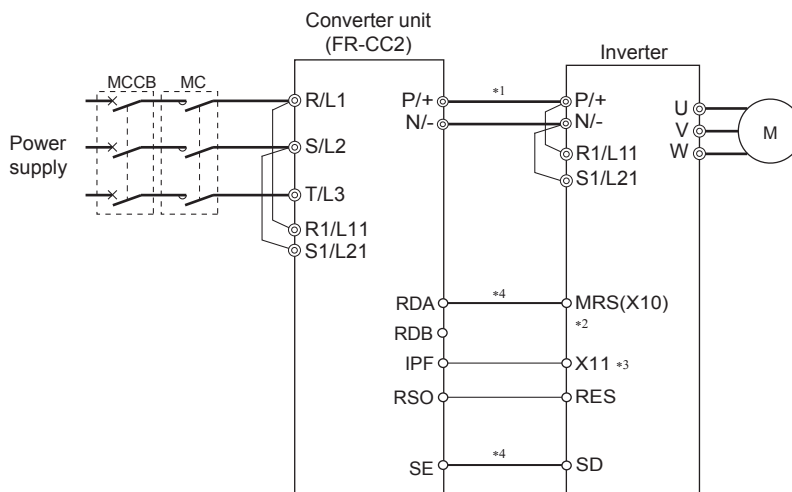 Converter unit
(FR-CC2)
Inverter
MCCB MC
*1
R/L1
P/+
P/+
U
N/-
N/-
V
M
Power
supply
S/L2
R1/L11
W
S1/L21
T/L3
R1/L11
S1/L21
RDA
*4
MRS(X10)
*2
RDB
IPF
X11 *3
RSO
RES
SE
*4
SD